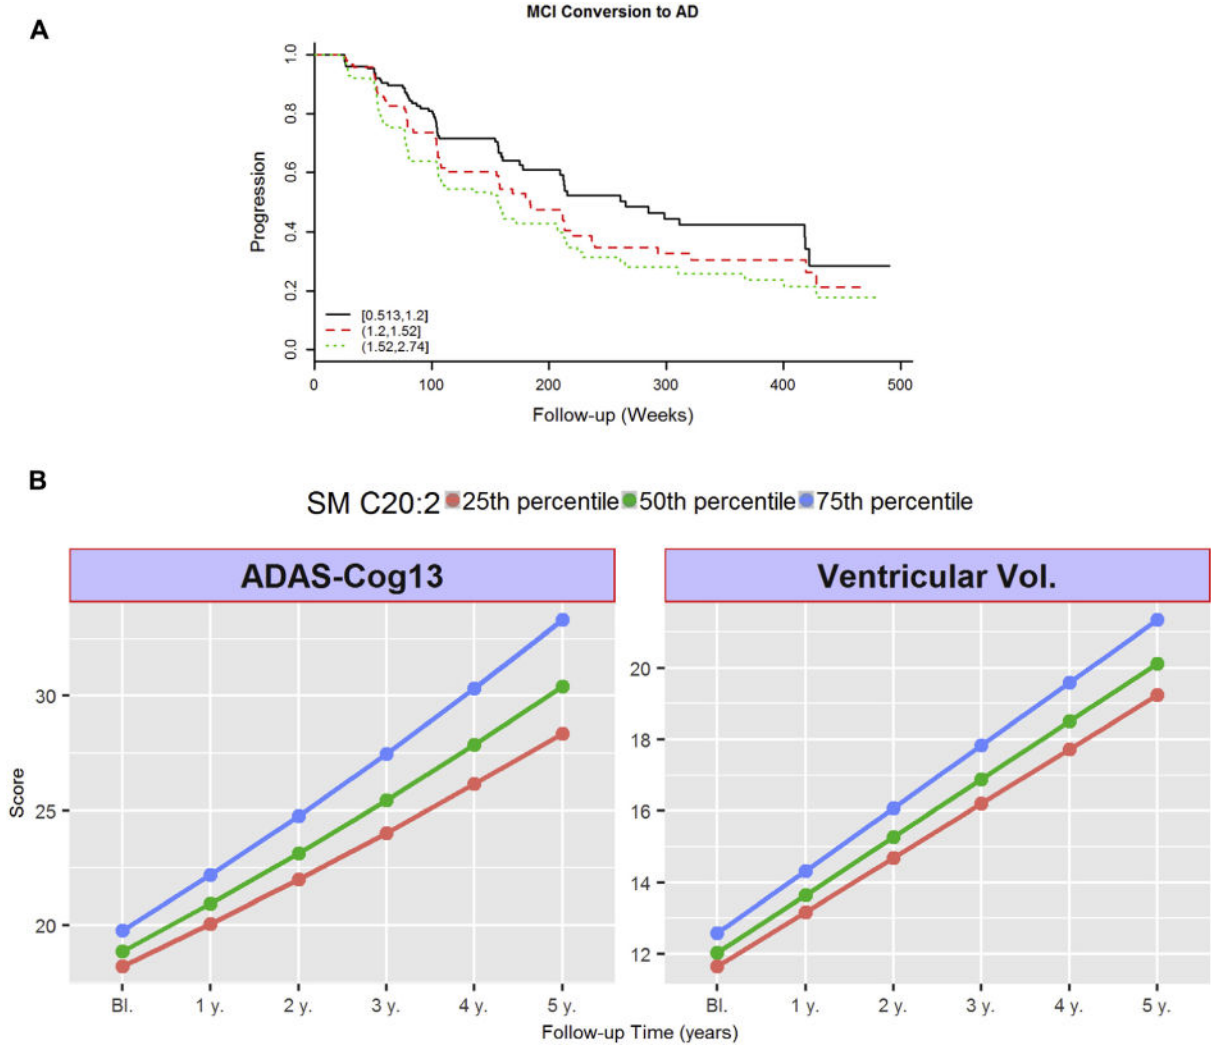 A
MCI Conversion to AD
Progression
1.0
0.8
0.6
0.4
0.2
0.0
[0.513,1.2]
(1.2,1.52]
(1.52,2.74]
0 100 200 300 400 500
Follow-up (Weeks)
B
SM C20:2 25th percentile 50th percentile 75th percentile
ADAS-Cog13
Ventricular Vol.
Score
30
25
20
20
18
16
14
12
Bl. 1 y. 2 y. 3 y. 4 y. 5 y.
Bl. 1 y. 2 y. 3 y. 4 y. 5 y.
Follow-up Time (years)